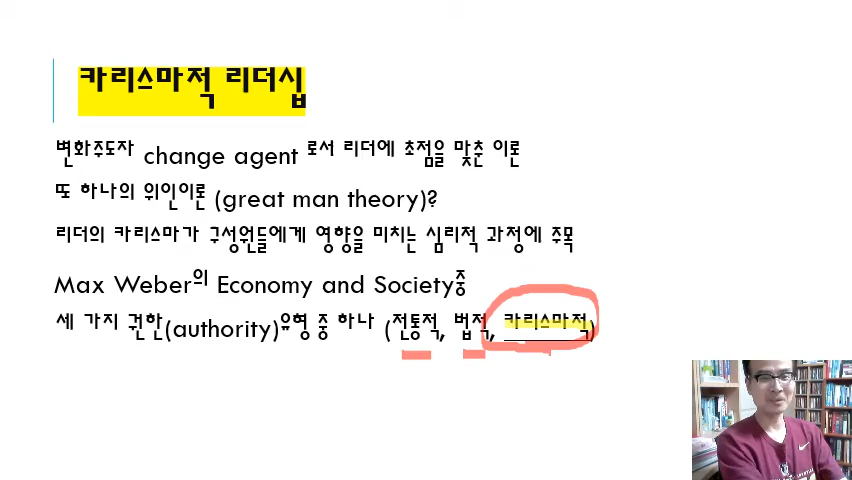 카리스마적 리더십
변화주도자 change agent 로서 리더에 초점을 맞춘 이론
또 하나의 위인이론 (great man theory)?
리더의 카리스마가 구성원들에게 영향을 미치는 심리적 과정에 주목
Max Weber의 Economy and Society중
세 가지 권한(authority)유형 중 하나 (전통적, 법적, 카리스마적)